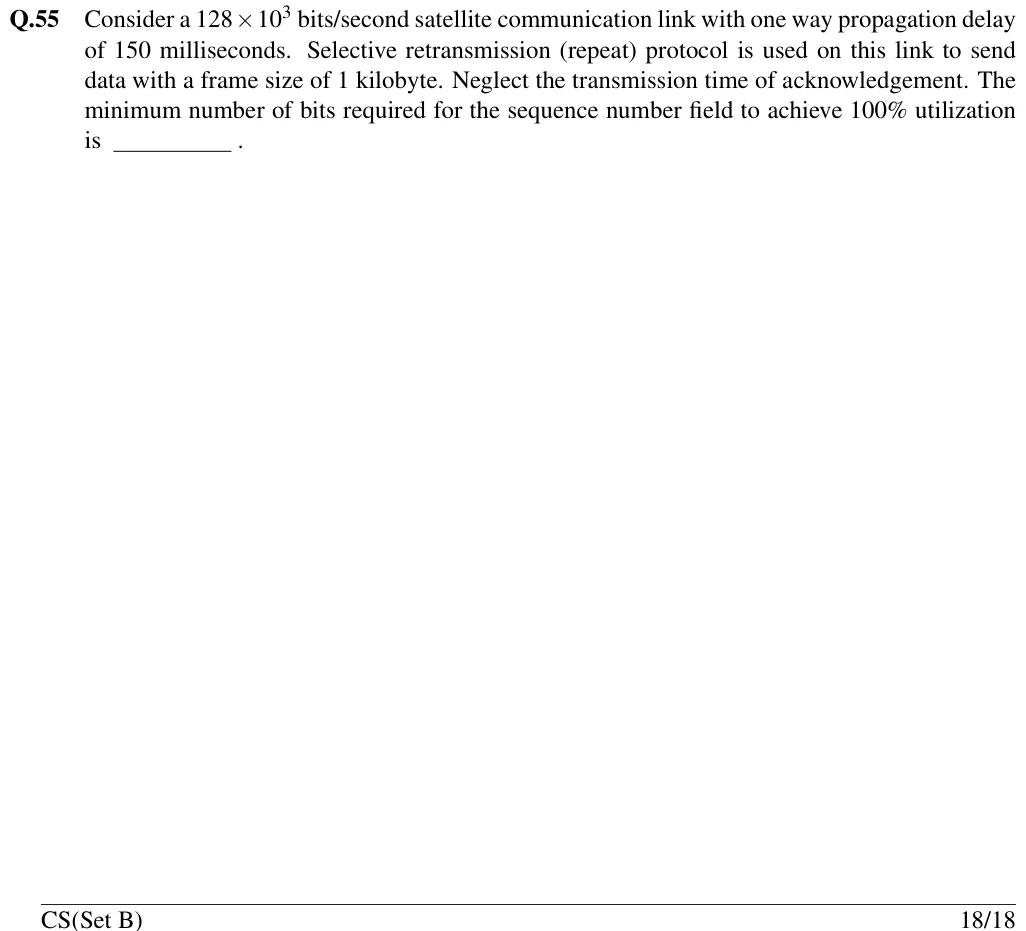 Q.55 Consider a 128 × 10³ bits/second satellite communication link with one way propagation delay
of 150 milliseconds. Selective retransmission (repeat) protocol is used on this link to send
data with a frame size of 1 kilobyte. Neglect the transmission time of acknowledgement. The
minimum number of bits required for the sequence number field to achieve 100% utilization
is __________ .
CS(Set B) 18/18